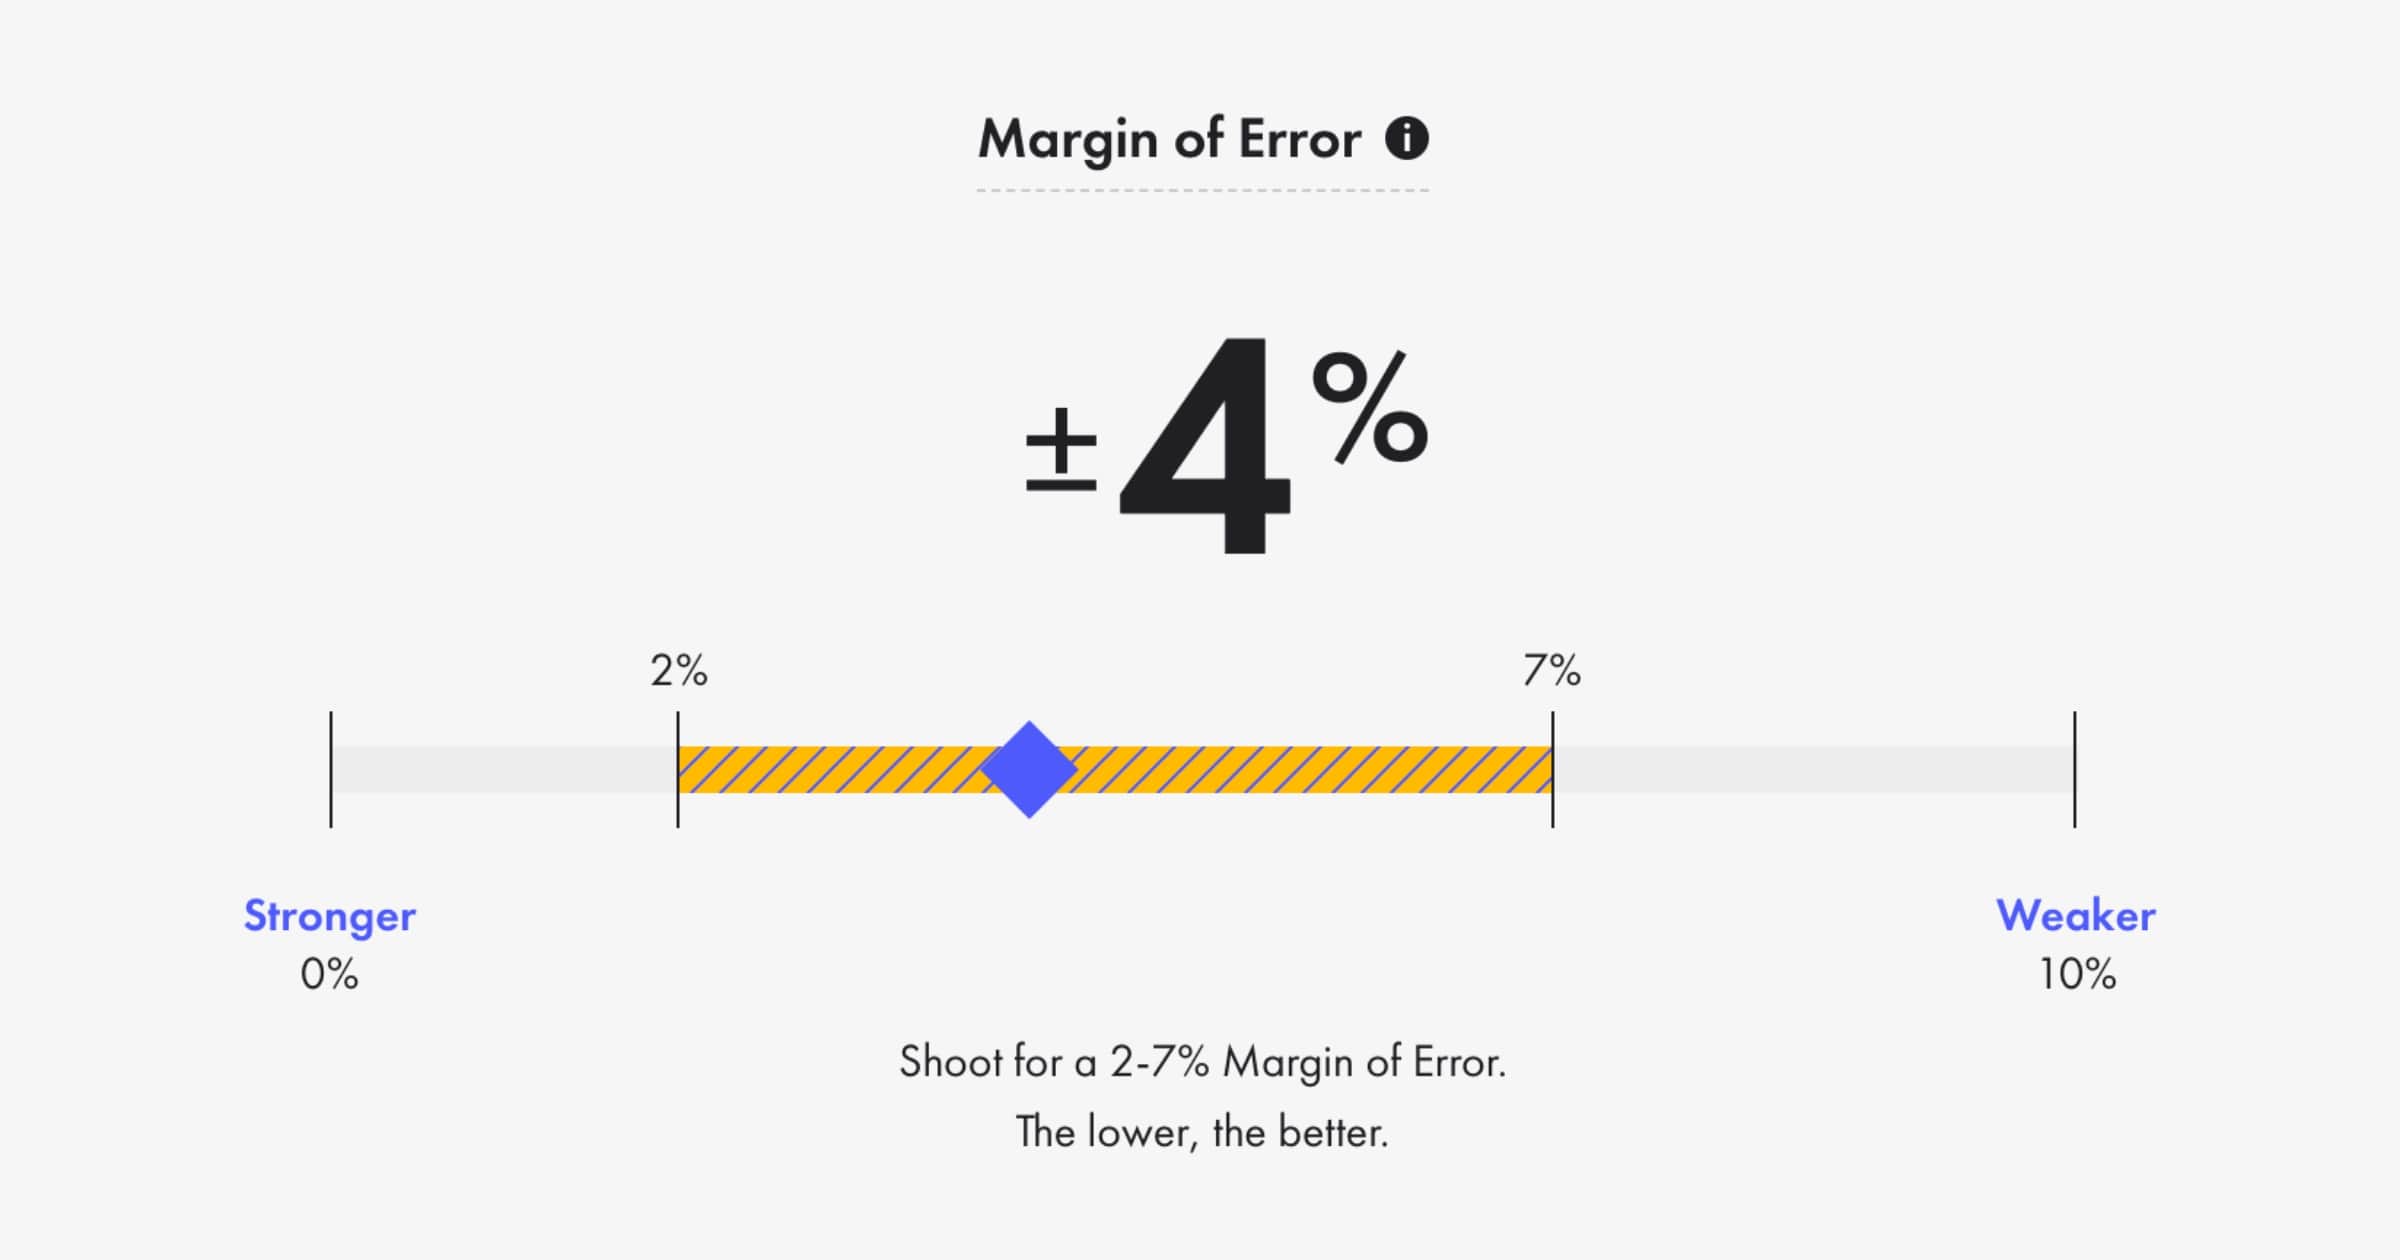 Margin of Error
±4%
2%
7%
Stronger
0%
Weaker
10%
Shoot for a 2-7% Margin of Error.
The lower, the better.